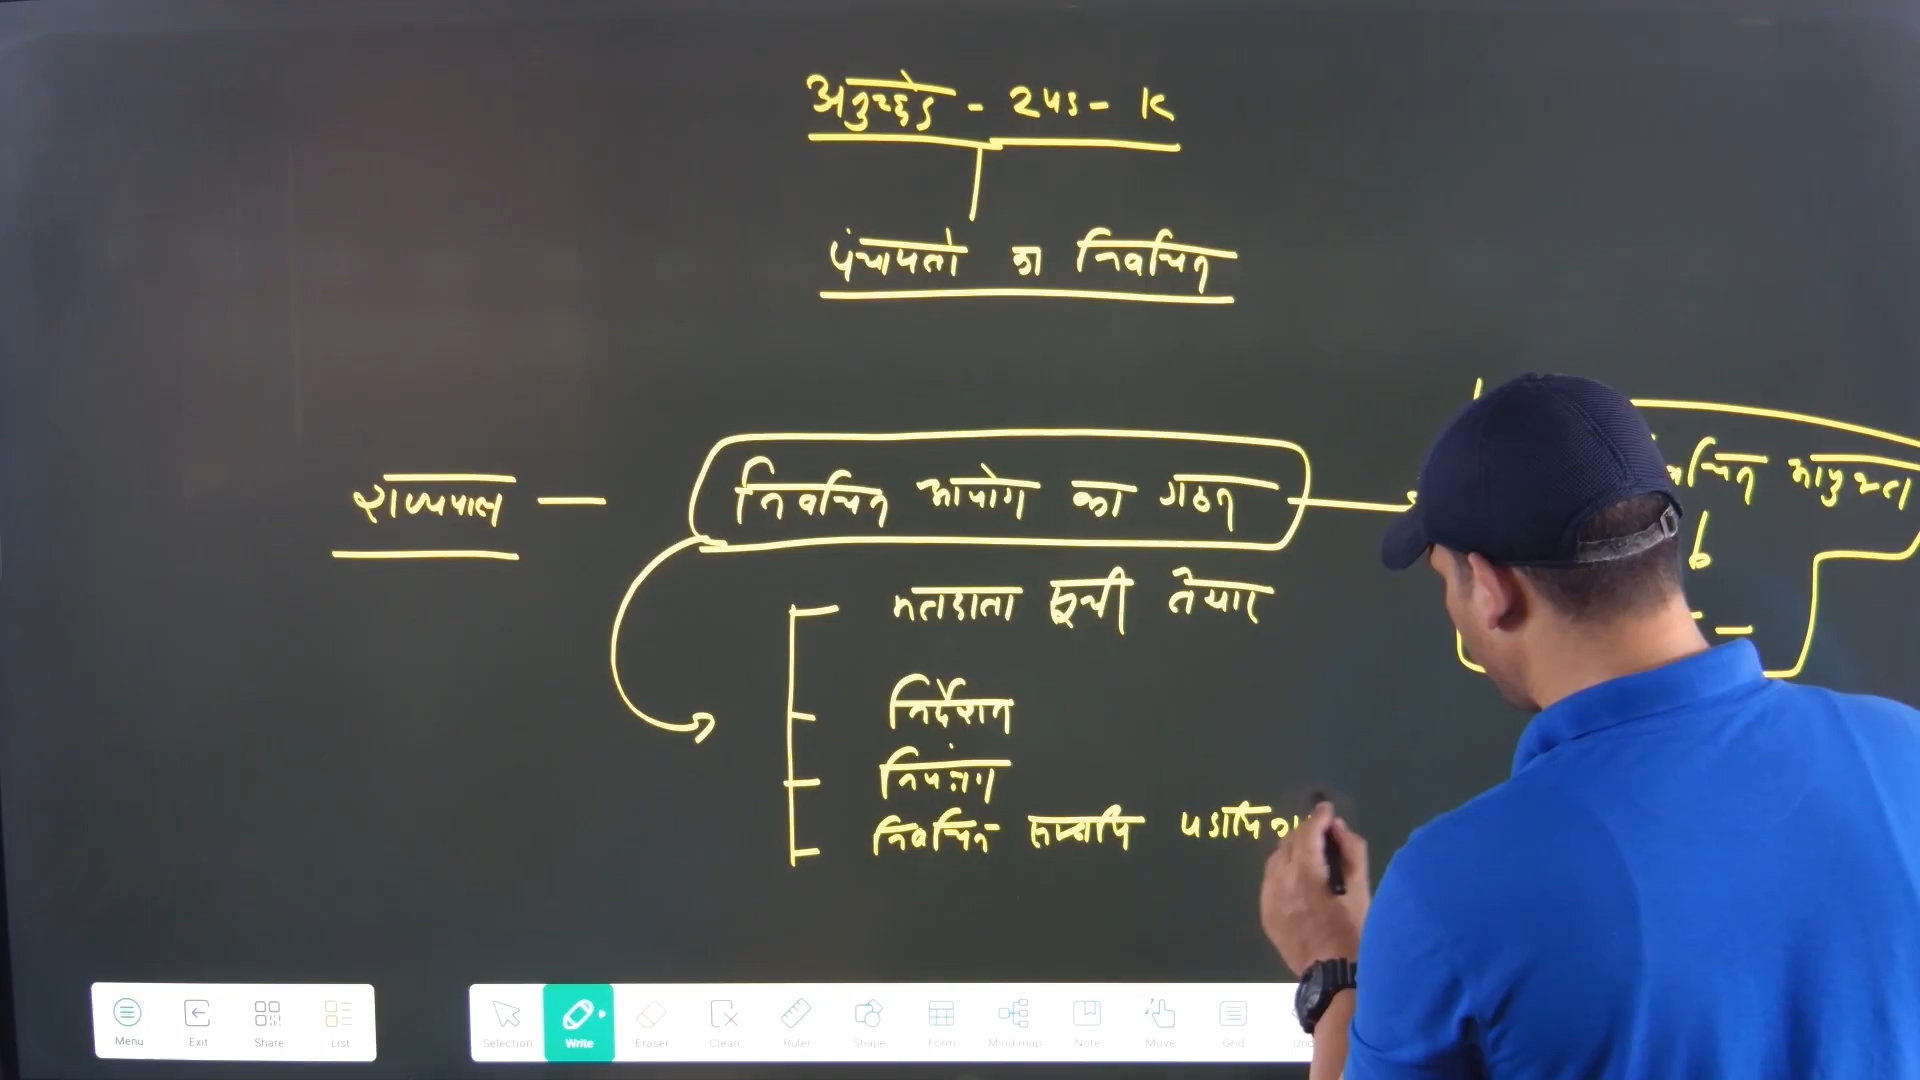 अनुच्छेद - 243 - K
पंचायतो का निर्वाचन
राज्यपाल — निर्वाचन आयोग का गठन
आयुक्त
मतदाता सूची तैयार
निर्देशन
नियंत्रण
निर्वाचन सम्बन्धि
Menu Exit Share List Selection Write Eraser Clean Ruler Shape Form Mind map Note Move Grid